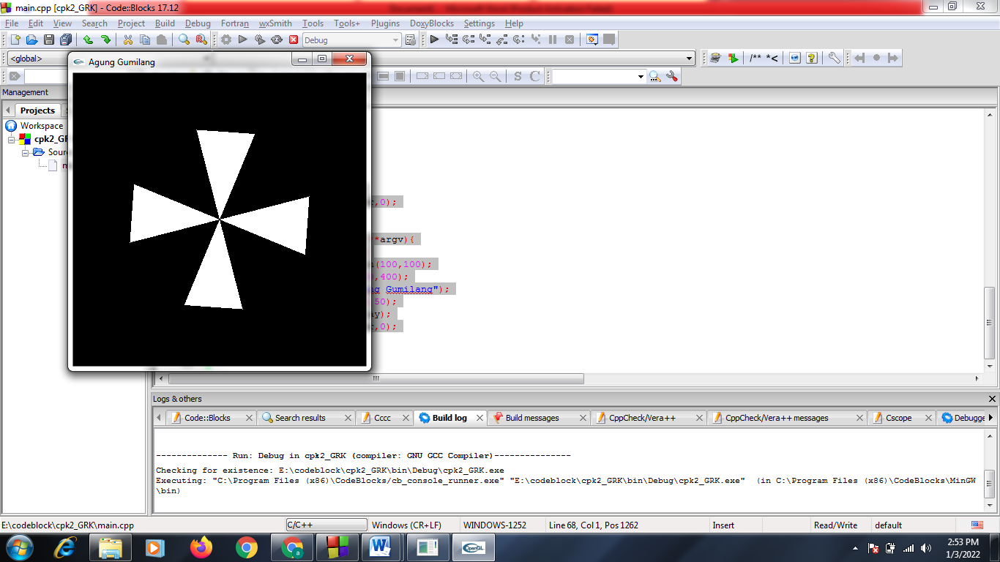 main.cpp [cpk2_GRK] - Code::Blocks 17.12
File Edit View Search Project Build Debug Fortran wxSmith Tools Tools+ Plugins DoxyBlocks Settings Help
Debug
<global>
/** *<
S C
Agung Gumilang
Management
Projects
Workspace
cpk2_GR
Sourc
,0);
*argv){
(100,100);
,400);
g Gumilang");
50);
y);
,0);
Logs & others
Code::Blocks
Search results
Cccc
Build log
Build messages
CppCheck/Vera++
CppCheck/Vera++ messages
Cscope
Debugge
-------------- Run: Debug in cpk2_GRK (compiler: GNU GCC Compiler)---------------
Checking for existence: E:\codeblock\cpk2_GRK\bin\Debug\cpk2_GRK.exe
Executing: "C:\Program Files (x86)\CodeBlocks/cb_console_runner.exe" "E:\codeblock\cpk2_GRK\bin\Debug\cpk2_GRK.exe"  (in C:\Program Files (x86)\CodeBlocks\MinGW
\bin)
E:\codeblock\cpk2_GRK\main.cpp
C/C++
Windows (CR+LF)
WINDOWS-1252
Line 68, Col 1, Pos 1262
Insert
Read/Write
default
OpenGL
2:53 PM
1/3/2022